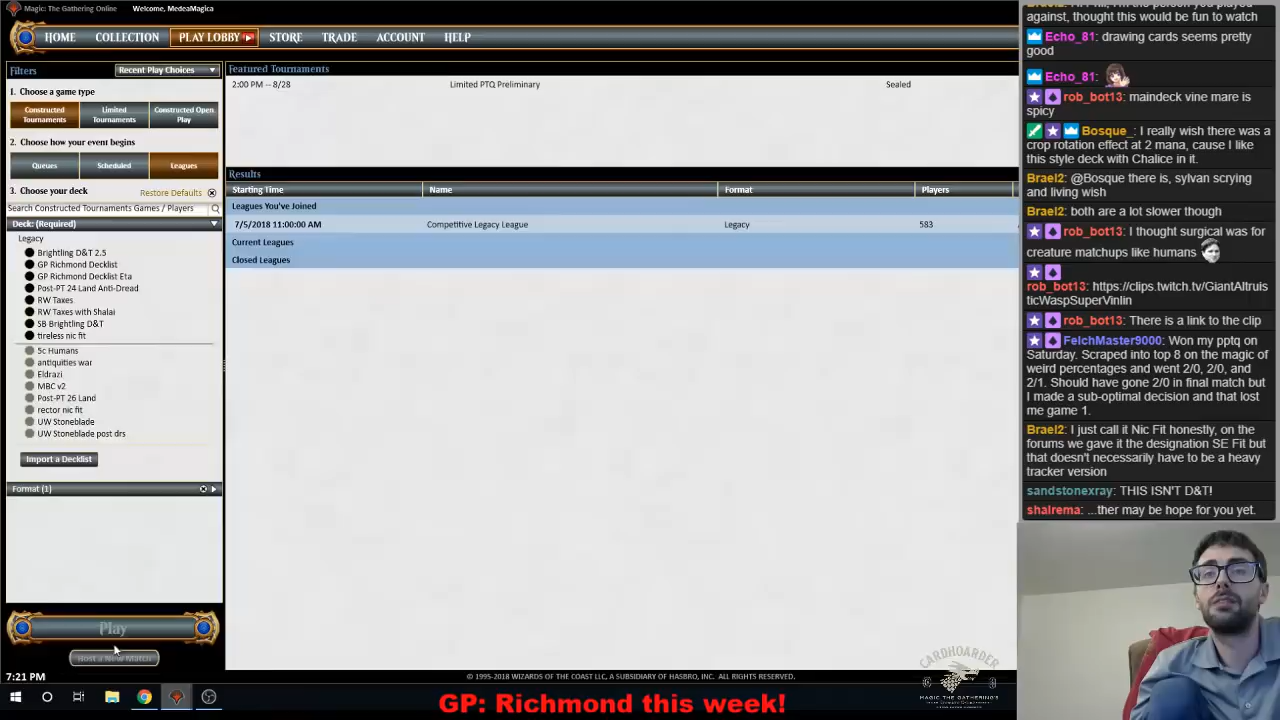 Magic: The Gathering Online Welcome, MedeaMagica
HOME COLLECTION PLAY LOBBY STORE TRADE ACCOUNT HELP
Filters
Recent Play Choices
1. Choose a game type
Constructed Tournaments
Limited Tournaments
Constructed Open Play
2. Choose how your event begins
Queues
Scheduled
Leagues
3. Choose your deck
Restore Defaults
Search Constructed Tournaments Games / Players
Deck: (Required)
Legacy
Brightling D&T 2.5
GP Richmond Decklist
GP Richmond Decklist Eta
Post-PT 24 Land Anti-Dread
RW Taxes
RW Taxes with Shalai
SB Brightling D&T
tireless nic fit
5c Humans
antiquities war
Eldrazi
MBC v2
Post-PT 26 Land
rector nic fit
UW Stoneblade
UW Stoneblade post drs
Import a Decklist
Format (1)
Play
Host a New Match
7:21 PM
Featured Tournaments
2:00 PM -- 8/28 Limited PTQ Preliminary Sealed
Results
Starting Time Name Format Players
Leagues You've Joined
7/5/2018 11:00:00 AM Competitive Legacy League Legacy 583
Current Leagues
Closed Leagues
© 1995-2018 WIZARDS OF THE COAST LLC, A SUBSIDIARY OF HASBRO, INC. ALL RIGHTS RESERVED.
CARDHOARDER
GP: Richmond this week!
against, thought this would be fun to watch
Echo_81: drawing cards seems pretty
good
Echo_81:
rob_bot13: maindeck vine mare is
spicy
Bosque_: I really wish there was a
crop rotation effect at 2 mana, cause I like
this style deck with Chalice in it.
Brael2: @Bosque there is, sylvan scrying
and living wish
Brael2: both are a lot slower though
rob_bot13: I thought surgical was for
creature matchups like humans
rob_bot13: https://clips.twitch.tv/GiantAltruis
ticWaspSuperVinlin
rob_bot13: There is a link to the clip
FelchMaster9000: Won my pptq on
Saturday. Scraped into top 8 on the magic of
weird percentages and went 2/0, 2/0, and
2/1. Should have gone 2/0 in final match but
I made a sub-optimal decision and that lost
me game 1.
Brael2: I just call it Nic Fit honestly, on the
forums we gave it the designation SE Fit but
that doesn't necessarily have to be a heavy
tracker version
sandstonexray: THIS ISN'T D&T!
shalrema: ...ther may be hope for you yet.